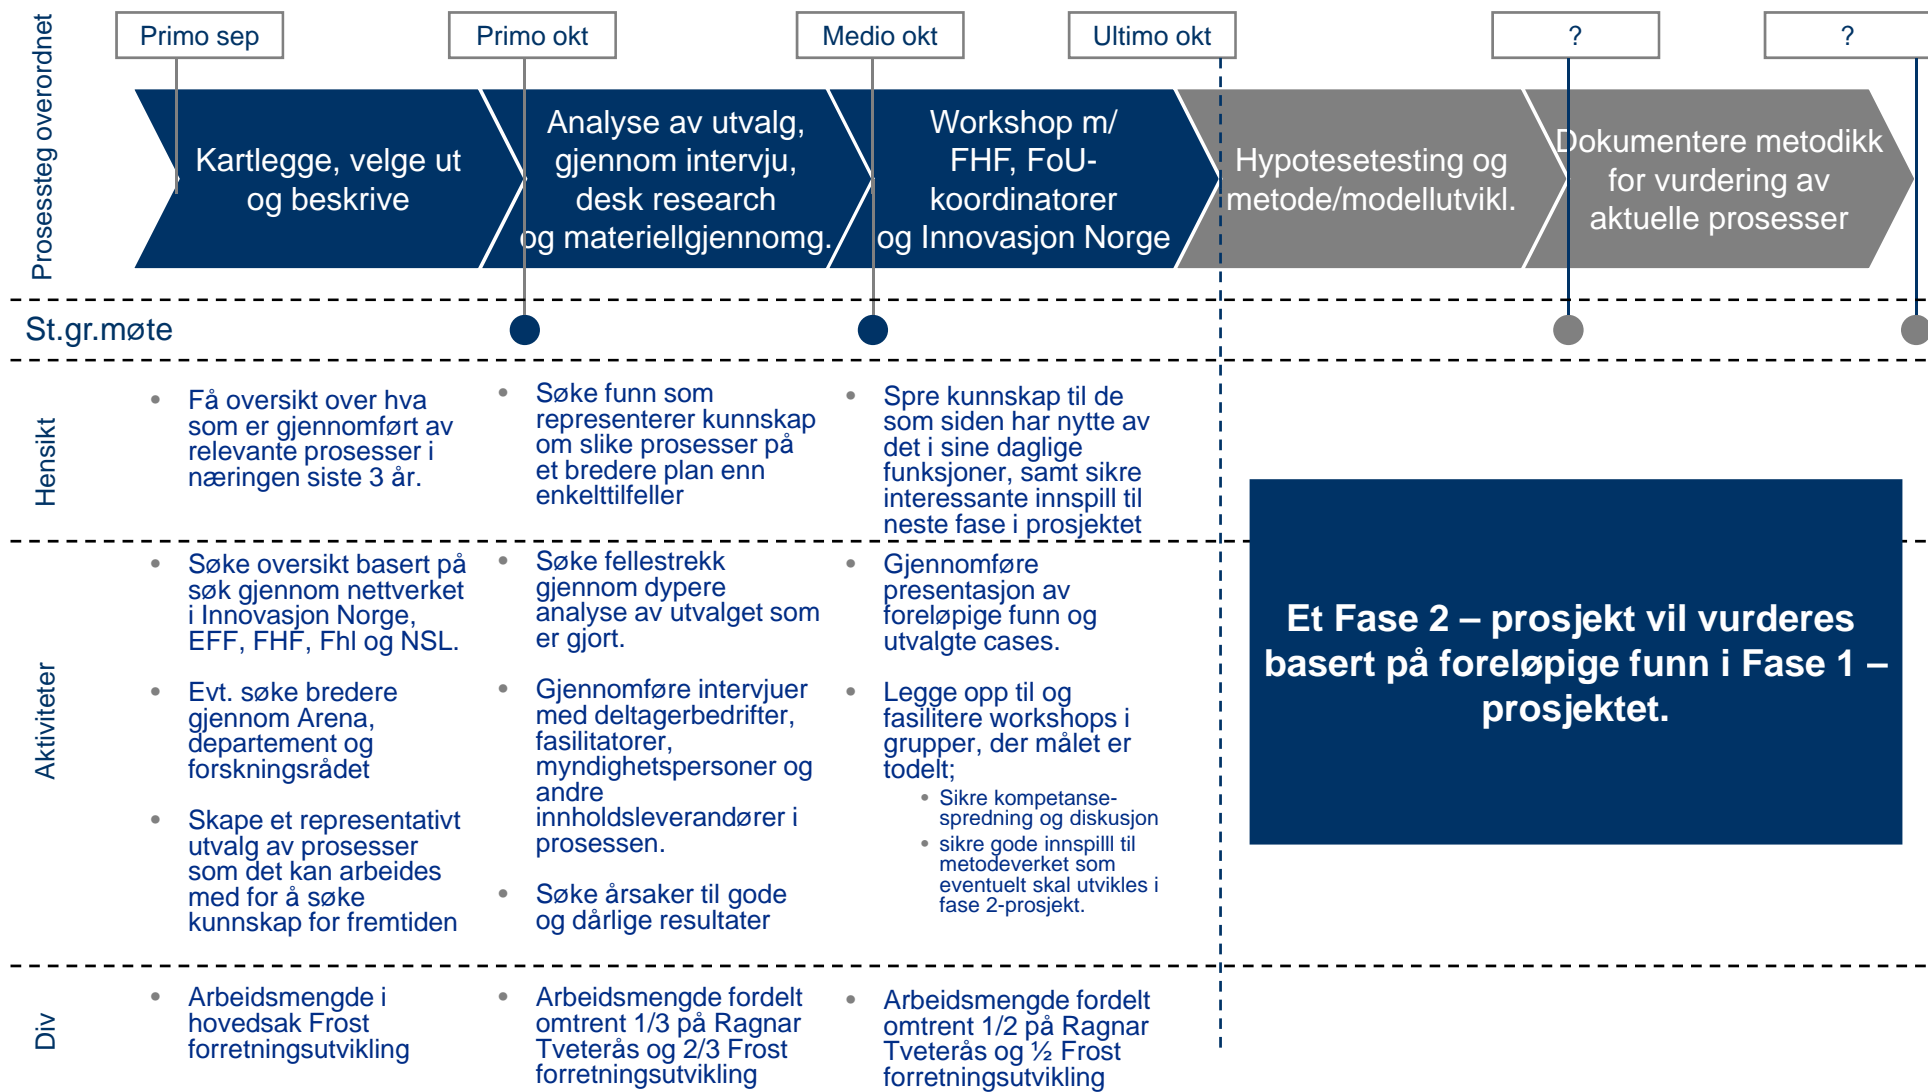 Prosessteg overordnet
Primo sep
Primo okt
Medio okt
Ultimo okt
?
?
Kartlegge, velge ut
og beskrive
Analyse av utvalg,
gjennom intervju,
desk research
og materiellgjennomg.
Workshop m/
FHF, FoU-
koordinatorer
og Innovasjon Norge
Hypotesetesting og
metode/modellutvikl.
Dokumentere metodikk
for vurdering av
aktuelle prosesser
St.gr.møte
Hensikt
• Få oversikt over hva
som er gjennomført av
relevante prosesser i
næringen siste 3 år.
• Søke funn som
representerer kunnskap
om slike prosesser på
et bredere plan enn
enkelttilfeller
• Spre kunnskap til de
som siden har nytte av
det i sine daglige
funksjoner, samt sikre
interessante innspill til
neste fase i prosjektet
Aktiviteter
• Søke oversikt basert på
søk gjennom nettverket
i Innovasjon Norge,
EFF, FHF, Fhl og NSL.
• Evt. søke bredere
gjennom Arena,
departement og
forskningsrådet
• Skape et representativt
utvalg av prosesser
som det kan arbeides
med for å søke
kunnskap for fremtiden
• Søke fellestrekk
gjennom dypere
analyse av utvalget som
er gjort.
• Gjennomføre intervjuer
med deltagerbedrifter,
fasilitatorer,
myndighetspersoner og
andre
innholdsleverandører i
prosessen.
• Søke årsaker til gode
og dårlige resultater
• Gjennomføre
presentasjon av
foreløpige funn og
utvalgte cases.
• Legge opp til og
fasilitere workshops i
grupper, der målet er
todelt;
• Sikre kompetanse-
spredning og diskusjon
• sikre gode innspilll til
metodeverket som
eventuelt skal utvikles i
fase 2-prosjekt.
Et Fase 2 – prosjekt vil vurderes
basert på foreløpige funn i Fase 1 –
prosjektet.
Div
• Arbeidsmengde i
hovedsak Frost
forretningsutvikling
• Arbeidsmengde fordelt
omtrent 1/3 på Ragnar
Tveterås og 2/3 Frost
forretningsutvikling
• Arbeidsmengde fordelt
omtrent 1/2 på Ragnar
Tveterås og ½ Frost
forretningsutvikling